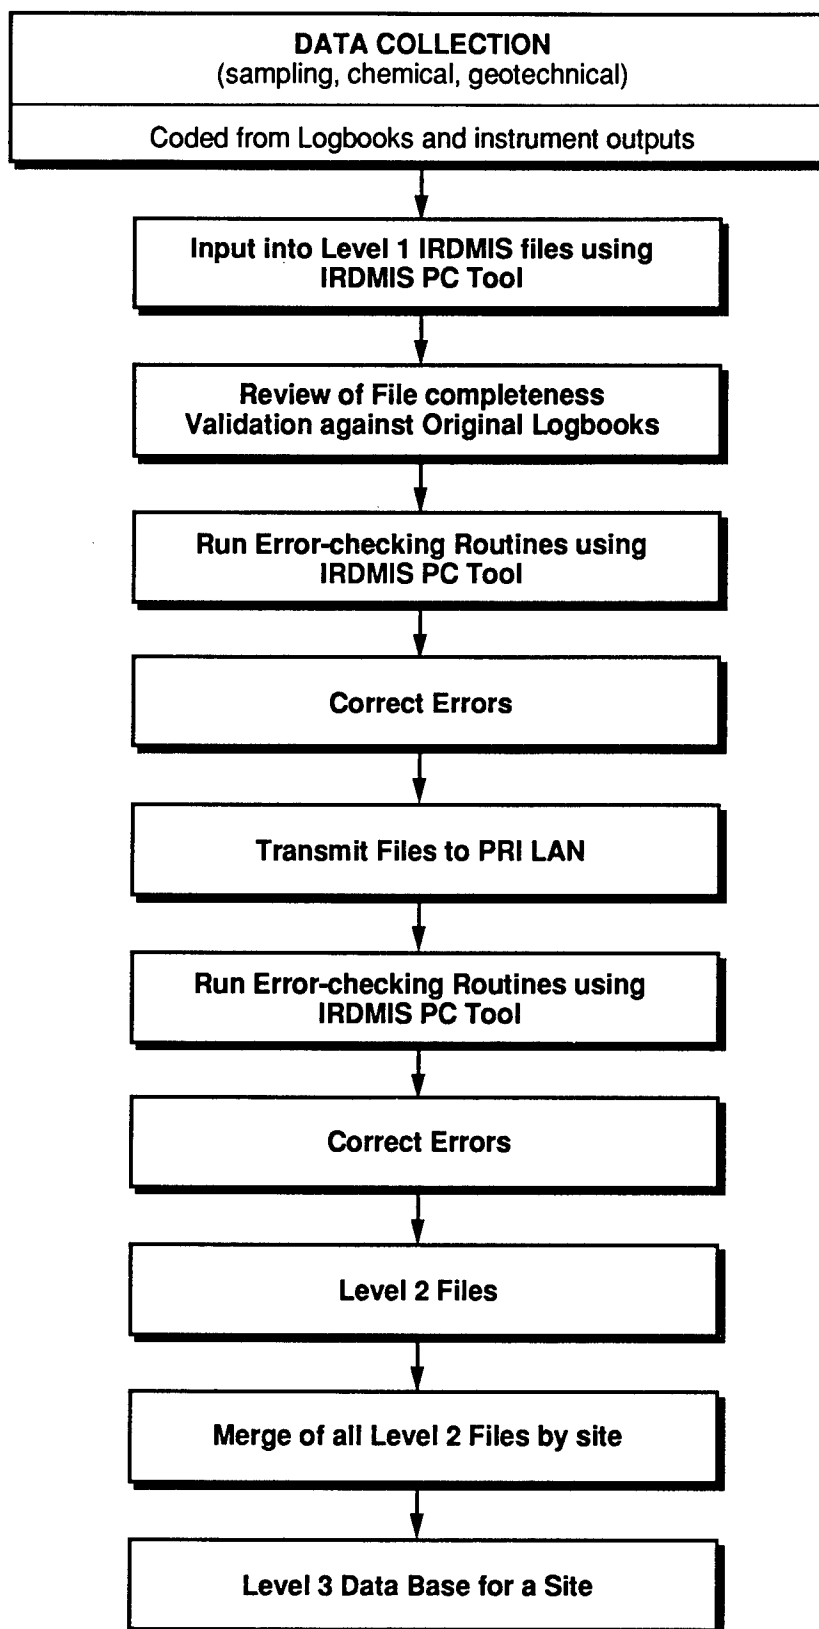 DATA COLLECTION
(sampling, chemical, geotechnical)
Coded from Logbooks and instrument outputs
Input into Level 1 IRDMIS files using
IRDMIS PC Tool
Review of File completeness
Validation against Original Logbooks
Run Error-checking Routines using
IRDMIS PC Tool
Correct Errors
Transmit Files to PRI LAN
Run Error-checking Routines using
IRDMIS PC Tool
Correct Errors
Level 2 Files
Merge of all Level 2 Files by site
Level 3 Data Base for a Site